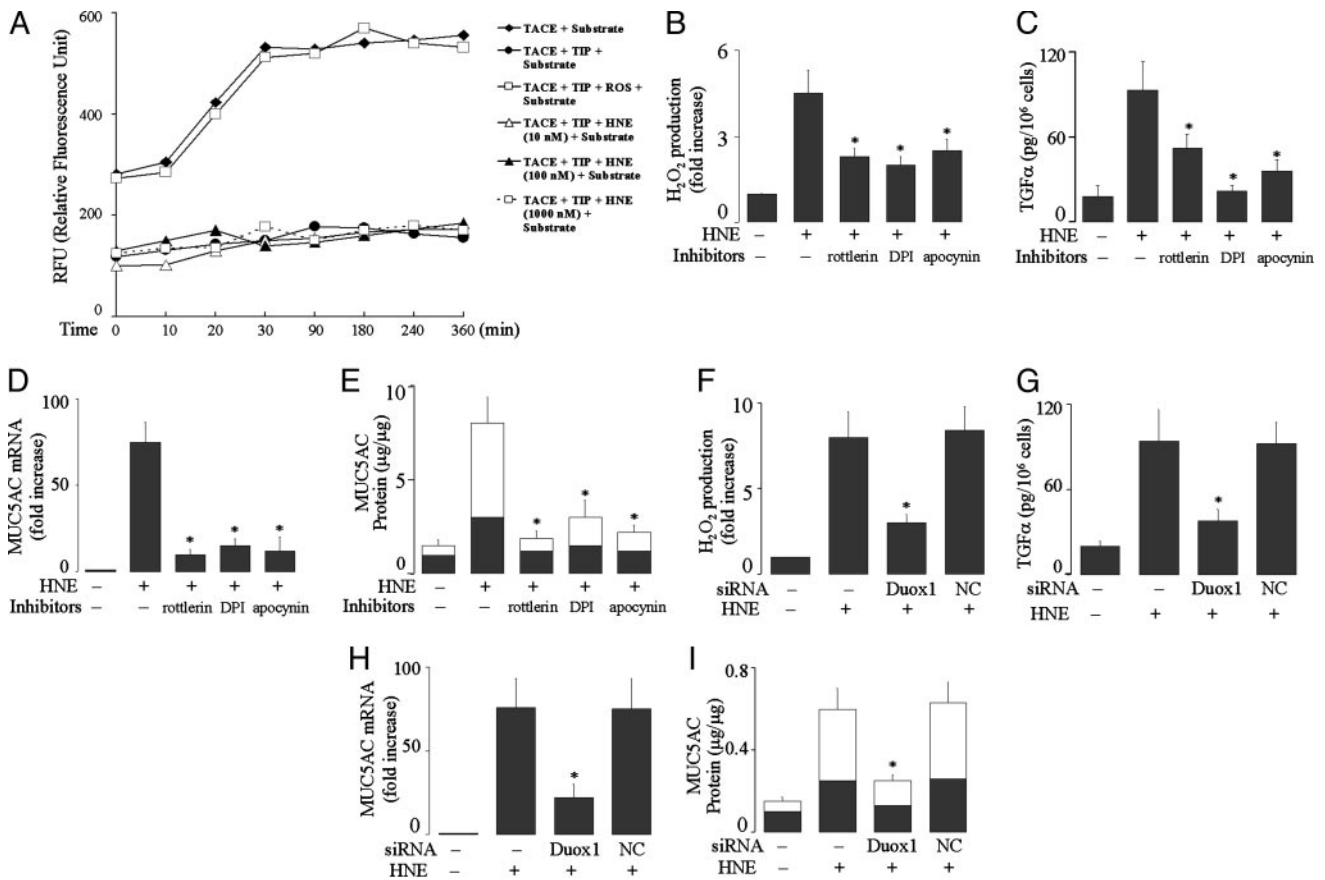 A
RFU (Relative Fluorescence Unit)
600
400
200
0
Time 0 10 20 30 90 180 240 360 (min)
TACE + Substrate
TACE + TIP +
Substrate
TACE + TIP + ROS +
Substrate
TACE + TIP + HNE
(10 nM) + Substrate
TACE + TIP + HNE
(100 nM) + Substrate
TACE + TIP + HNE
(1000 nM) +
Substrate
B
H₂O₂ production
(fold increase)
6
3
0
* * *
HNE – + + + +
Inhibitors – – rottlerin DPI apocynin
C
TGFα (pg/10⁶ cells)
120
60
0
* * *
HNE – + + + +
Inhibitors – – rottlerin DPI apocynin
D
MUC5AC mRNA
(fold increase)
100
50
0
* * *
HNE – + + + +
Inhibitors – – rottlerin DPI apocynin
E
MUC5AC
Protein (µg/µg)
10
5
0
* * *
HNE – + + + +
Inhibitors – – rottlerin DPI apocynin
F
H₂O₂ production
(fold increase)
10
5
0
*
siRNA – – Duox1 NC
HNE – + + +
G
TGFα (pg/10⁶ cells)
120
60
0
*
siRNA – – Duox1 NC
HNE – + + +
H
MUC5AC mRNA
(fold increase)
100
50
0
*
siRNA – – Duox1 NC
HNE – + + +
I
MUC5AC
Protein (µg/µg)
0.8
0.4
0
*
siRNA – – Duox1 NC
HNE – + + +